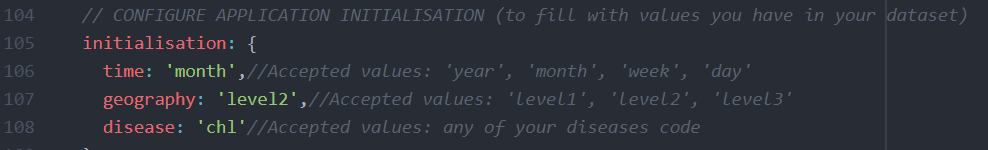 104 // CONFIGURE APPLICATION INITIALISATION (to fill with values you have in your dataset)
105 initialisation: {
106 time: 'month',//Accepted values: 'year', 'month', 'week', 'day'
107 geography: 'level2',//Accepted values: 'level1', 'level2', 'level3'
108 disease: 'chl'//Accepted values: any of your diseases code